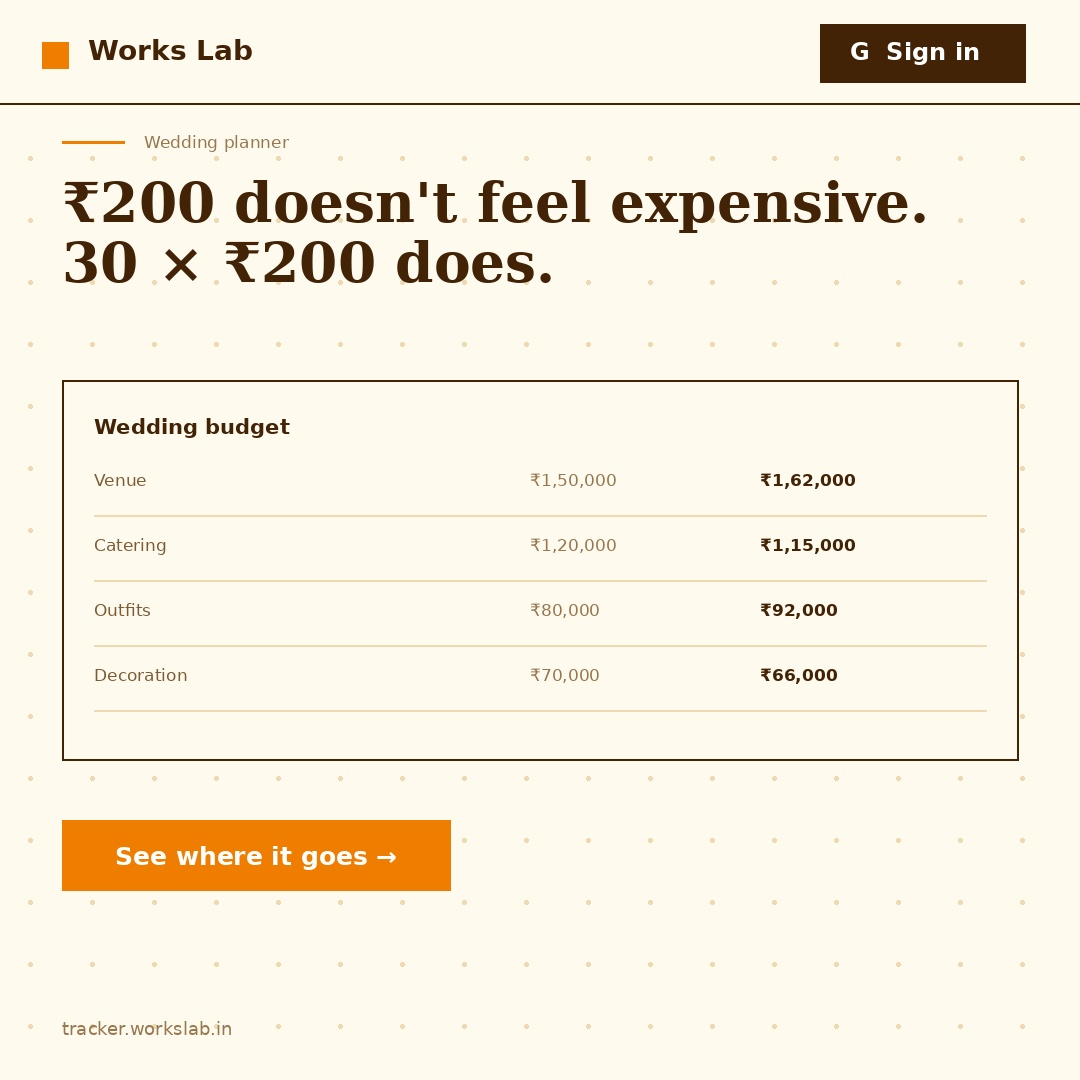 Works Lab
G Sign in
Wedding planner
₹200 doesn't feel expensive.
30 × ₹200 does.
Wedding budget
Venue ₹1,50,000 ₹1,62,000
Catering ₹1,20,000 ₹1,15,000
Outfits ₹80,000 ₹92,000
Decoration ₹70,000 ₹66,000
See where it goes →
tracker.workslab.in